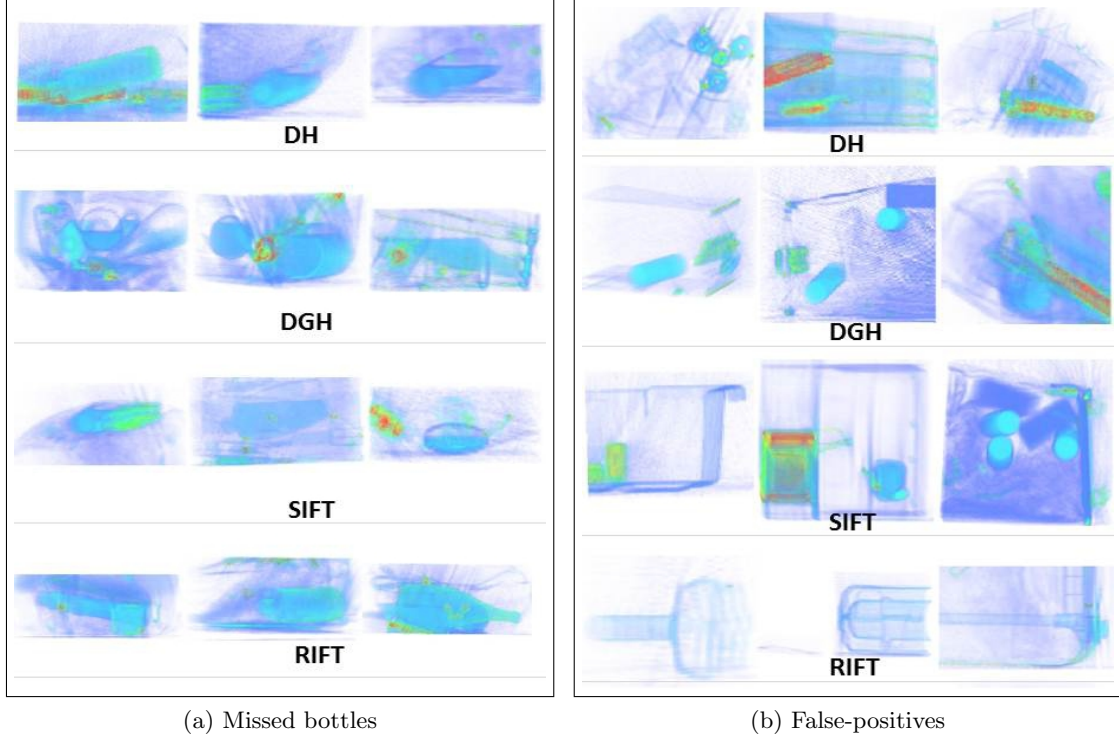 DH
DGH
SIFT
RIFT
(a) Missed bottles
DH
DGH
SIFT
RIFT
(b) False-positives